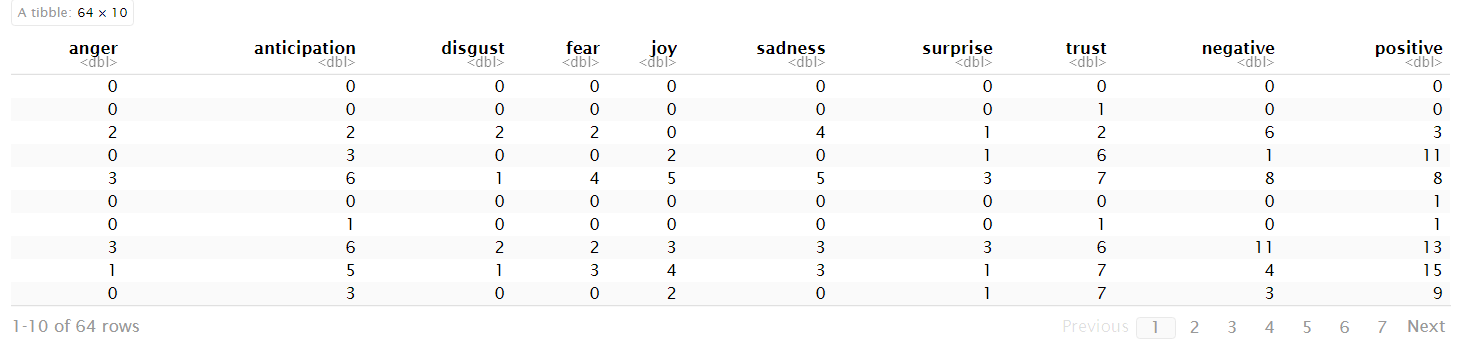 A tibble: 64 × 10
anger anticipation disgust fear joy sadness surprise trust negative positive
<dbl> <dbl> <dbl> <dbl> <dbl> <dbl> <dbl> <dbl> <dbl> <dbl>
0 0 0 0 0 0 0 0 0 0
0 0 0 0 0 0 0 1 0 0
2 2 2 2 0 4 1 2 6 3
0 3 0 0 2 0 1 6 1 11
3 6 1 4 5 5 3 7 8 8
0 0 0 0 0 0 0 0 0 1
0 1 0 0 0 0 0 1 0 1
3 6 2 2 3 3 3 6 11 13
1 5 1 3 4 3 1 7 4 15
0 3 0 0 2 0 1 7 3 9
1-10 of 64 rows Previous 1 2 3 4 5 6 7 Next